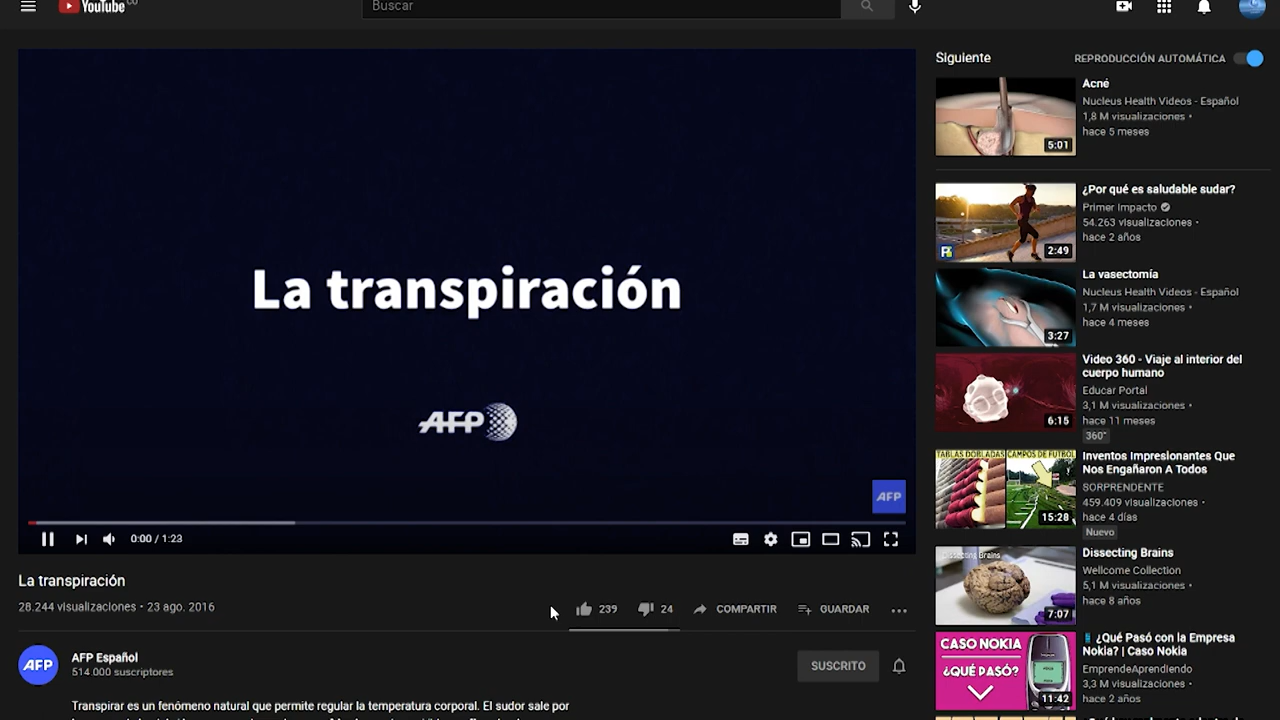 YouTube CO
Buscar
La transpiración
AFP
AFP
0:00 / 1:23
La transpiración
28.244 visualizaciones • 23 ago. 2016
239
24
COMPARTIR
GUARDAR
AFP
AFP Español
514.000 suscriptores
SUSCRITO
Transpirar es un fenómeno natural que permite regular la temperatura corporal. El sudor sale por
Siguiente
REPRODUCCIÓN AUTOMÁTICA
5:01
Acné
Nucleus Health Videos - Español
1,8 M visualizaciones •
hace 5 meses
2:49
¿Por qué es saludable sudar?
Primer Impacto
54.263 visualizaciones •
hace 2 años
3:27
La vasectomía
Nucleus Health Videos - Español
1,7 M visualizaciones •
hace 4 meses
6:15
Video 360 - Viaje al interior del
cuerpo humano
Educar Portal
3,1 M visualizaciones •
hace 11 meses
360°
TABLAS DOBLADAS
CAMPOS DE FUTBOL
15:28
Inventos Impresionantes Que
Nos Engañaron A Todos
SORPRENDENTE
459.409 visualizaciones •
hace 4 días
Nuevo
Dissecting Brains
7:07
Dissecting Brains
Wellcome Collection
5,1 M visualizaciones •
hace 8 años
CASO NOKIA
¿QUÉ PASÓ?
11:42
¿Qué Pasó con la Empresa
Nokia? | Caso Nokia
EmprendeAprendiendo
3,3 M visualizaciones •
hace 2 años